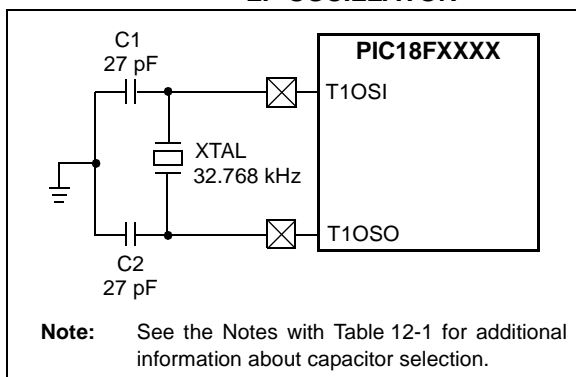 C1
27 pF
PIC18FXXXX
T1OSI
XTAL
32.768 kHz
T1OSO
C2
27 pF
Note: See the Notes with Table 12-1 for additional
information about capacitor selection.